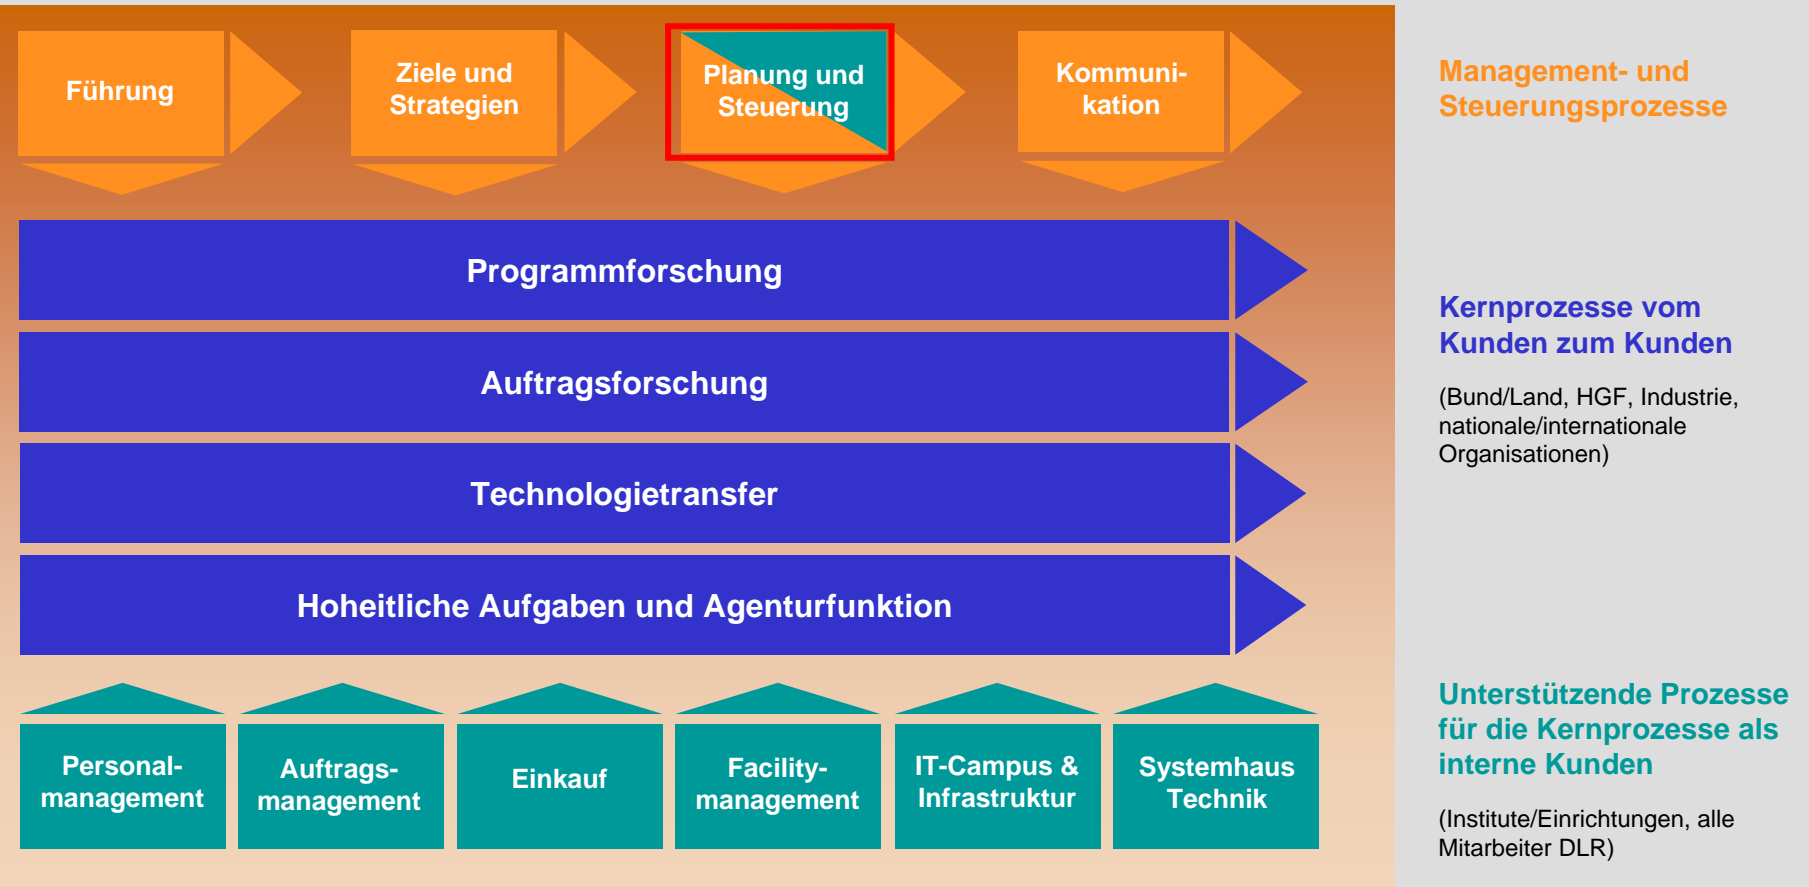 Führung
Ziele und
Strategien
Planung und
Steuerung
Kommuni-
kation
Management- und
Steuerungsprozesse
Programmforschung
Auftragsforschung
Technologietransfer
Hoheitliche Aufgaben und Agenturfunktion
Kernprozesse vom
Kunden zum Kunden
(Bund/Land, HGF, Industrie,
nationale/internationale
Organisationen)
Personal-
management
Auftrags-
management
Einkauf
Facility-
management
IT-Campus &
Infrastruktur
Systemhaus
Technik
Unterstützende Prozesse
für die Kernprozesse als
interne Kunden
(Institute/Einrichtungen, alle
Mitarbeiter DLR)